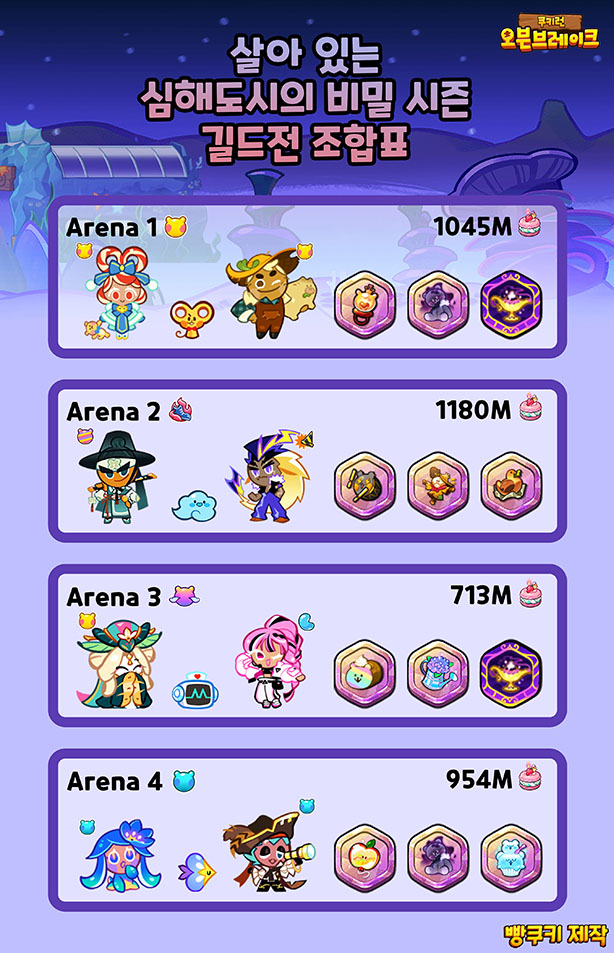 쿠키런
오븐브레이크
살아 있는
심해도시의 비밀 시즌
길드전 조합표
Arena 1
1045M
Arena 2
1180M
Arena 3
713M
Arena 4
954M
빵쿠키 제작